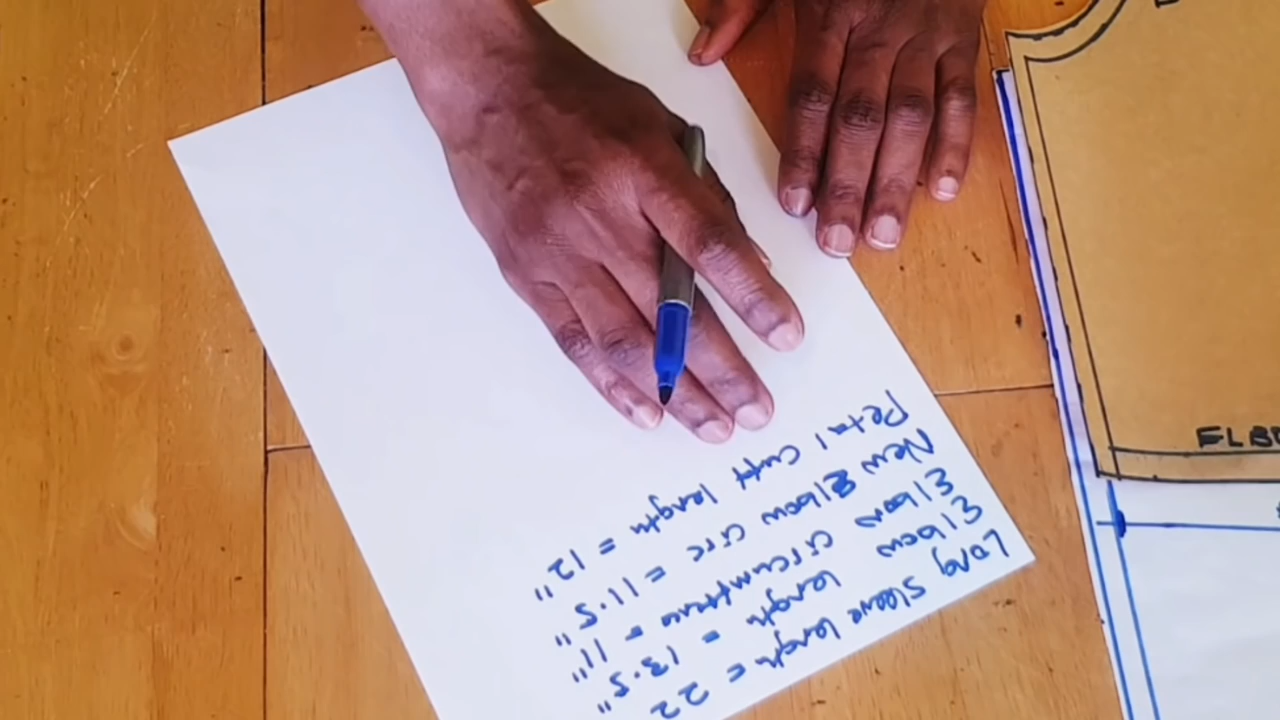 Long Sleeve length = 22
Elbow length = 13.5"
Elbow circumference = 11"
New Elbow circ = 11.5"
Petal Cuff length = 12"